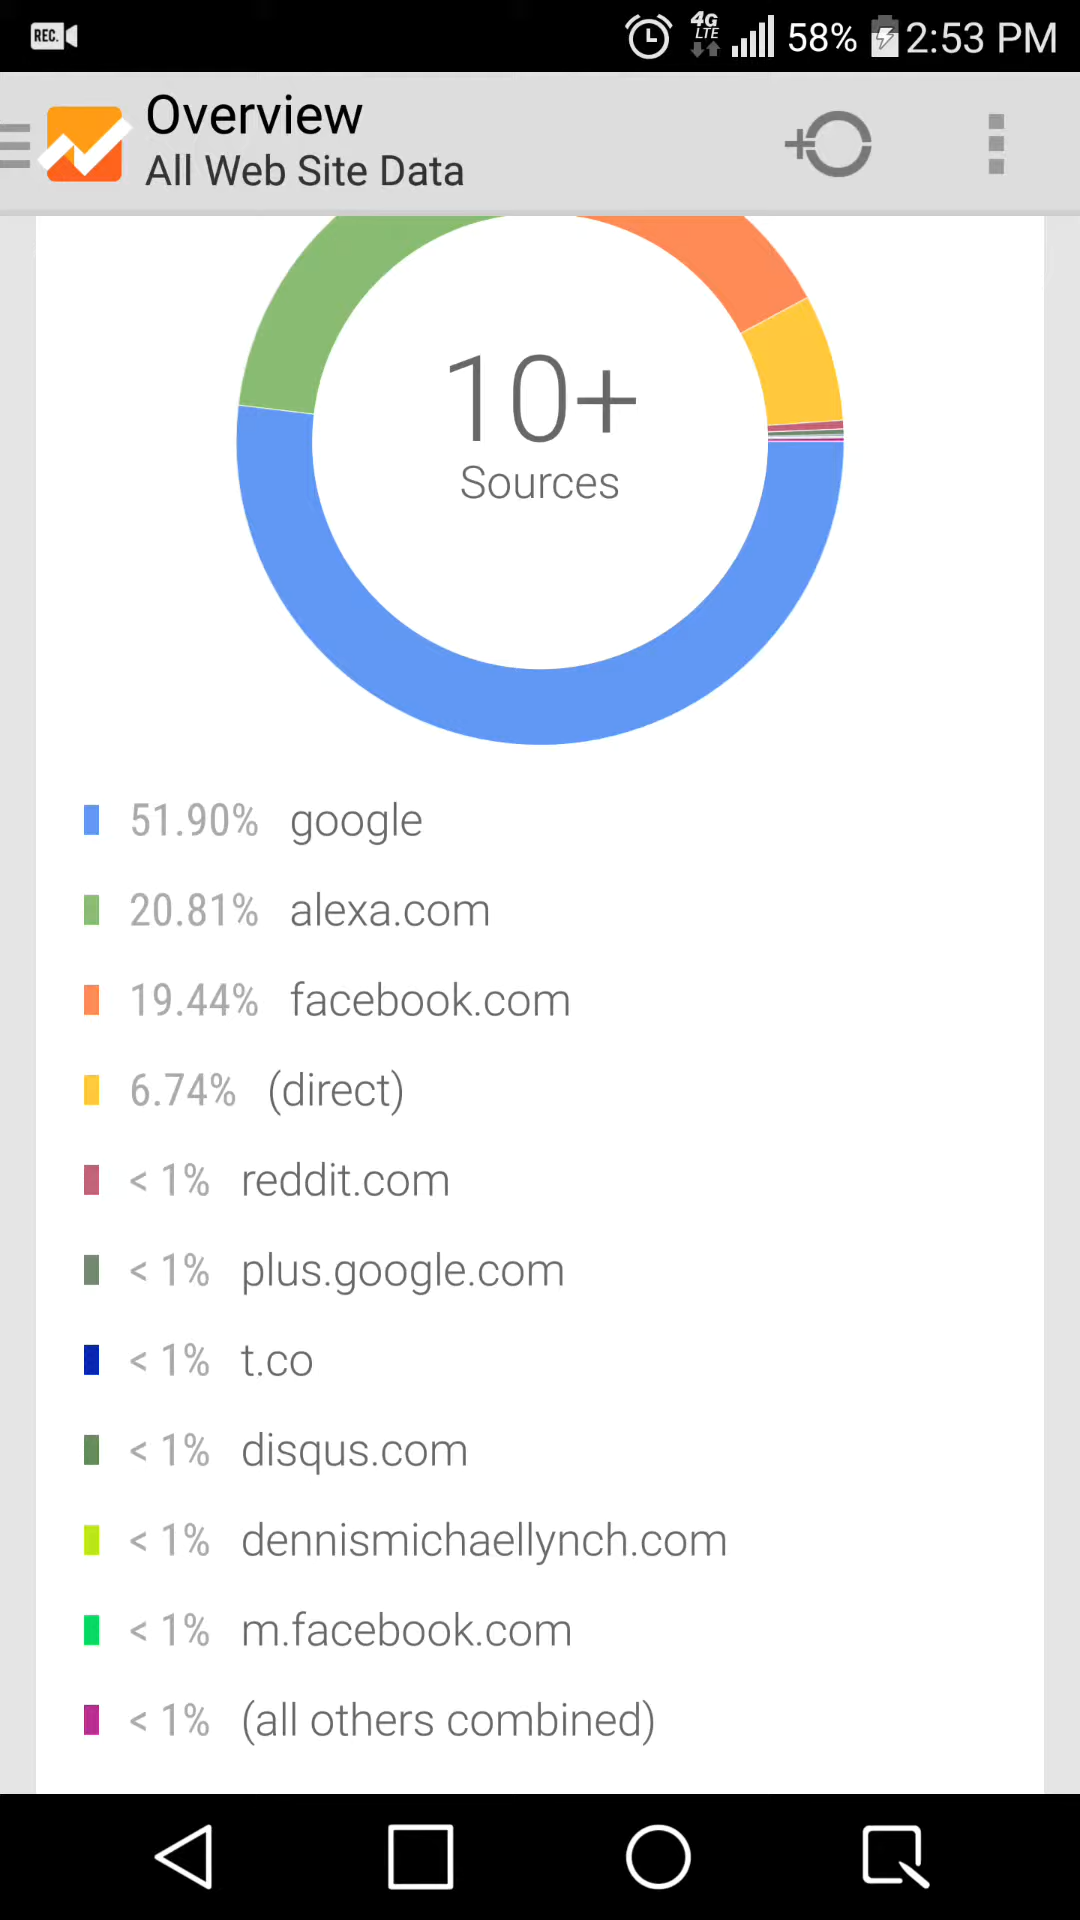 REC. 4G LTE 58% 2:53 PM
Overview
All Web Site Data
10+
Sources
51.90% google
20.81% alexa.com
19.44% facebook.com
6.74% (direct)
< 1% reddit.com
< 1% plus.google.com
< 1% t.co
< 1% disqus.com
< 1% dennismichaellynch.com
< 1% m.facebook.com
< 1% (all others combined)